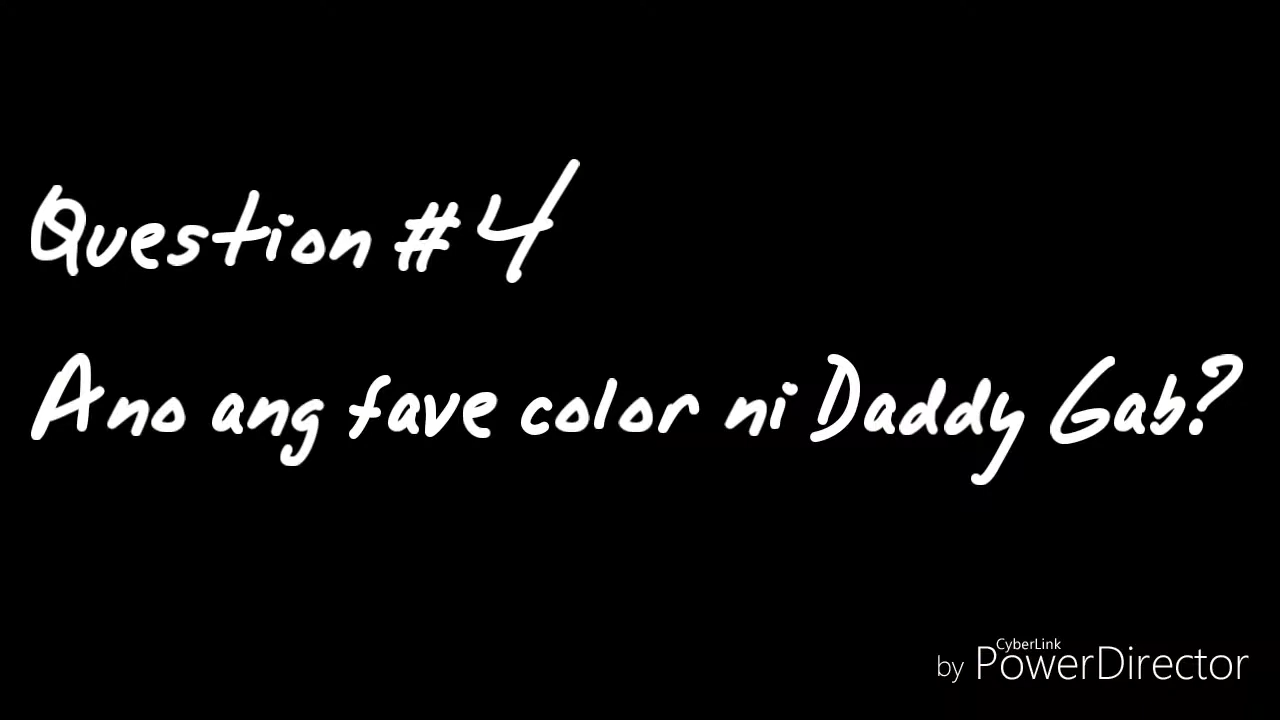 Question #4
Ano ang fave color ni Daddy Gab?
CyberLink
by PowerDirector